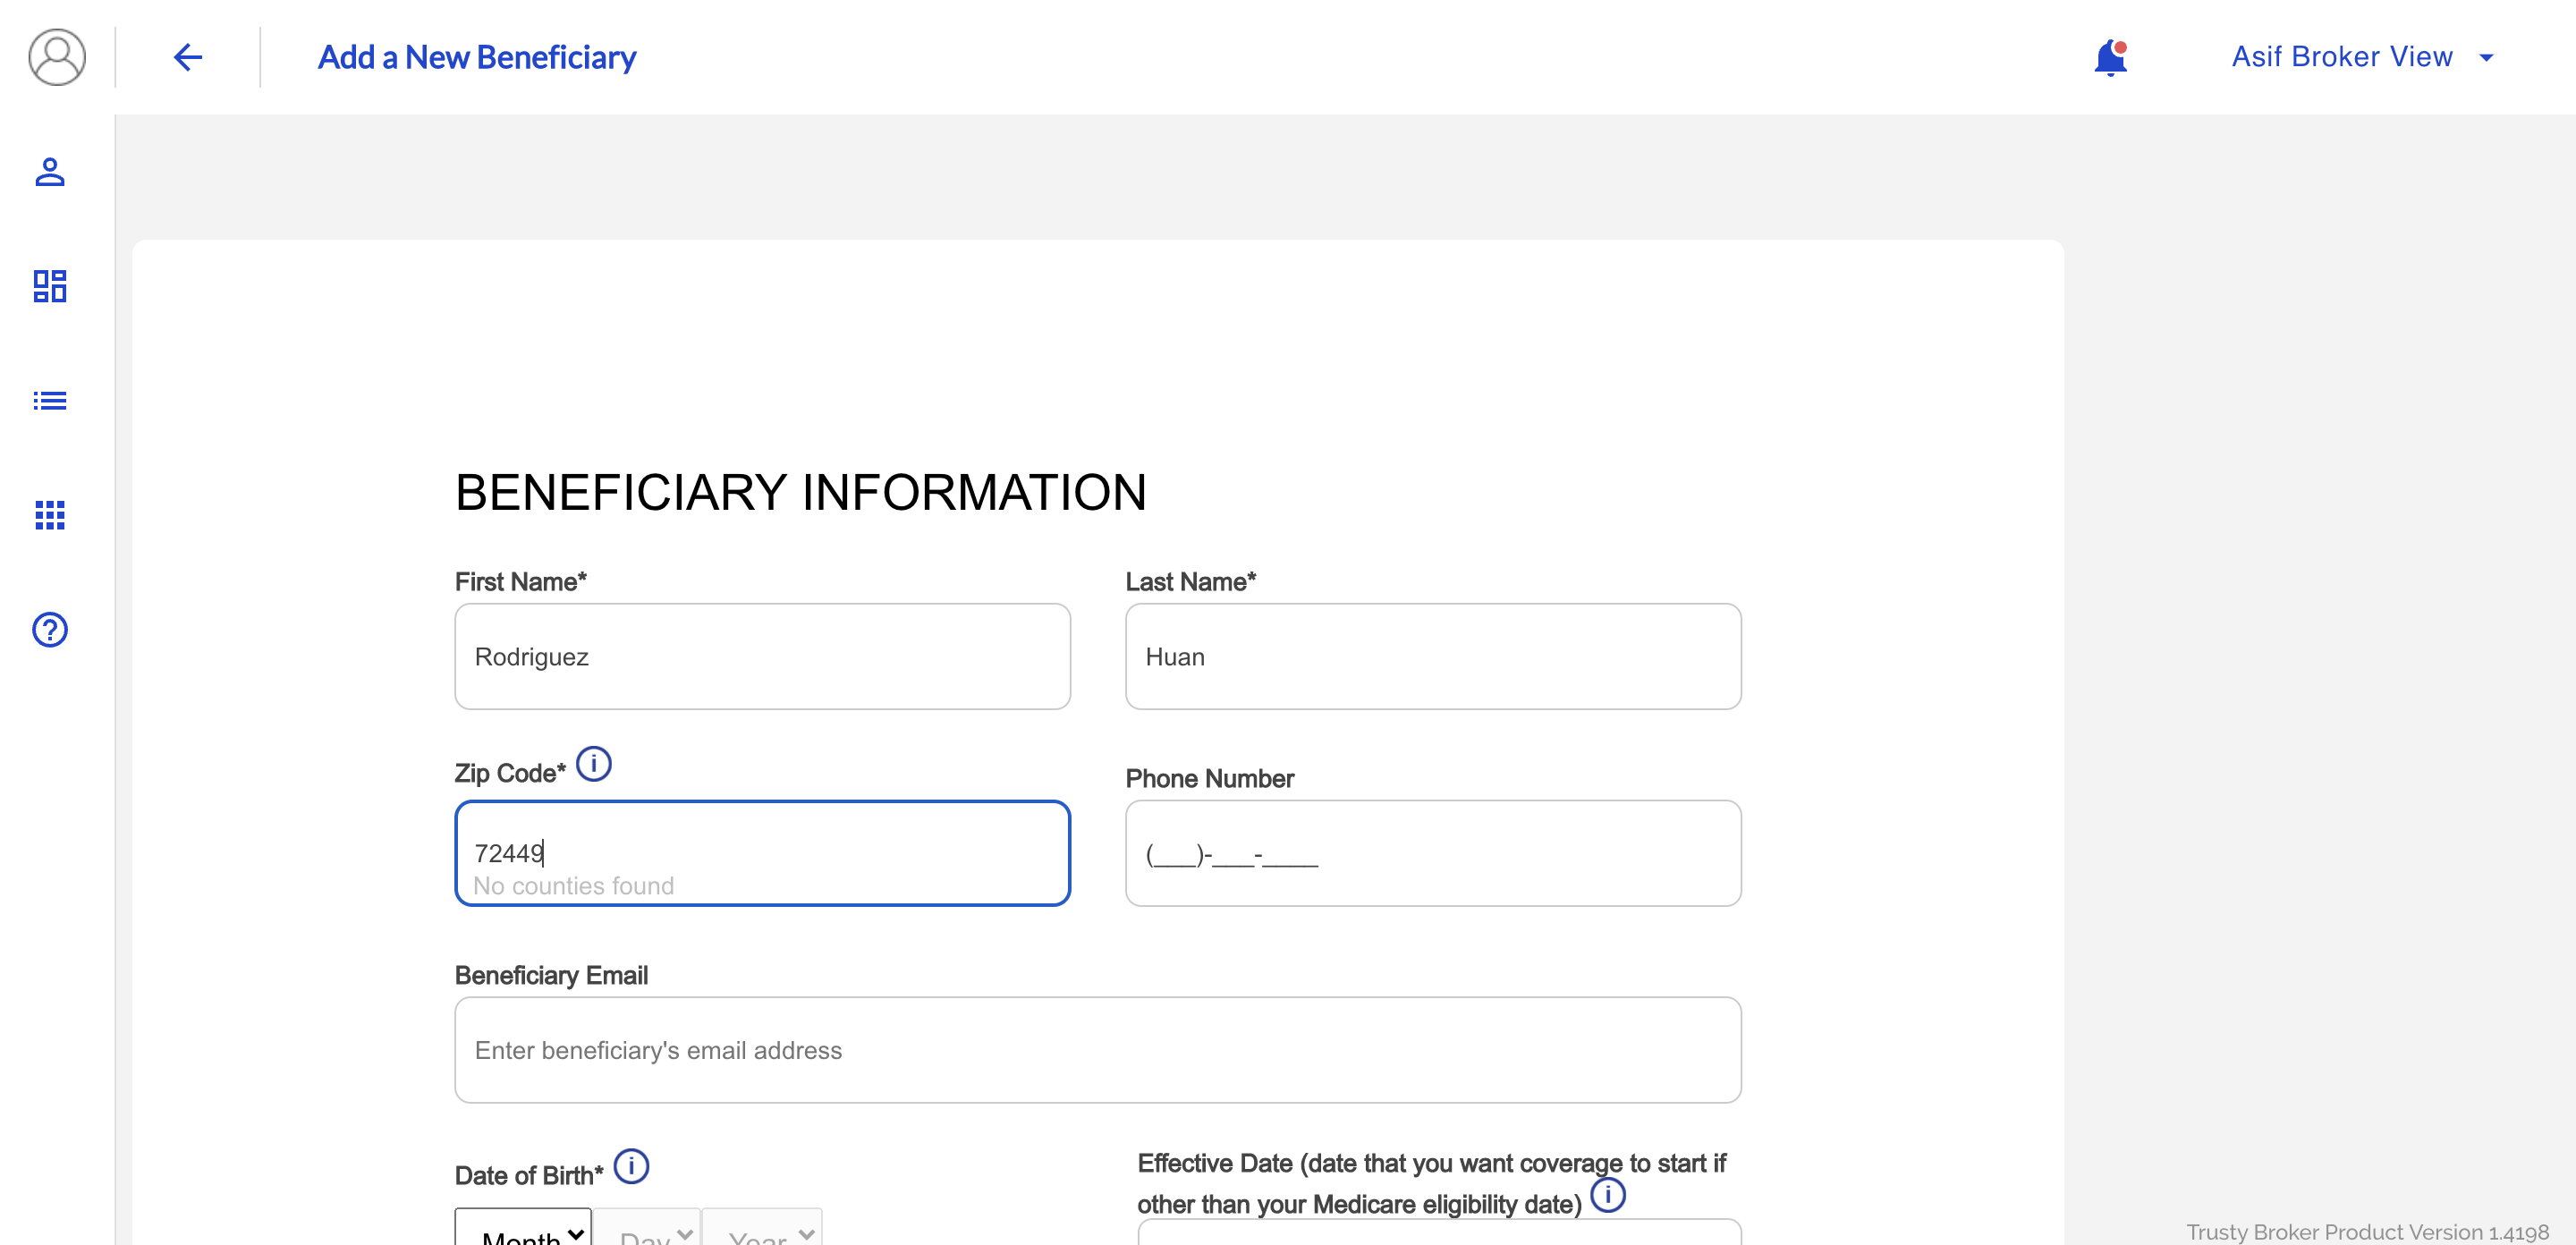 Add a New Beneficiary
Asif Broker View
BENEFICIARY INFORMATION
First Name*
Last Name*
Rodriguez
Huan
Zip Code*
Phone Number
72449
No counties found
(___)-___-____
Beneficiary Email
Enter beneficiary's email address
Date of Birth*
Effective Date (date that you want coverage to start if
other than your Medicare eligibility date)
Month
Day
Year
Trusty Broker Product Version 1.4198